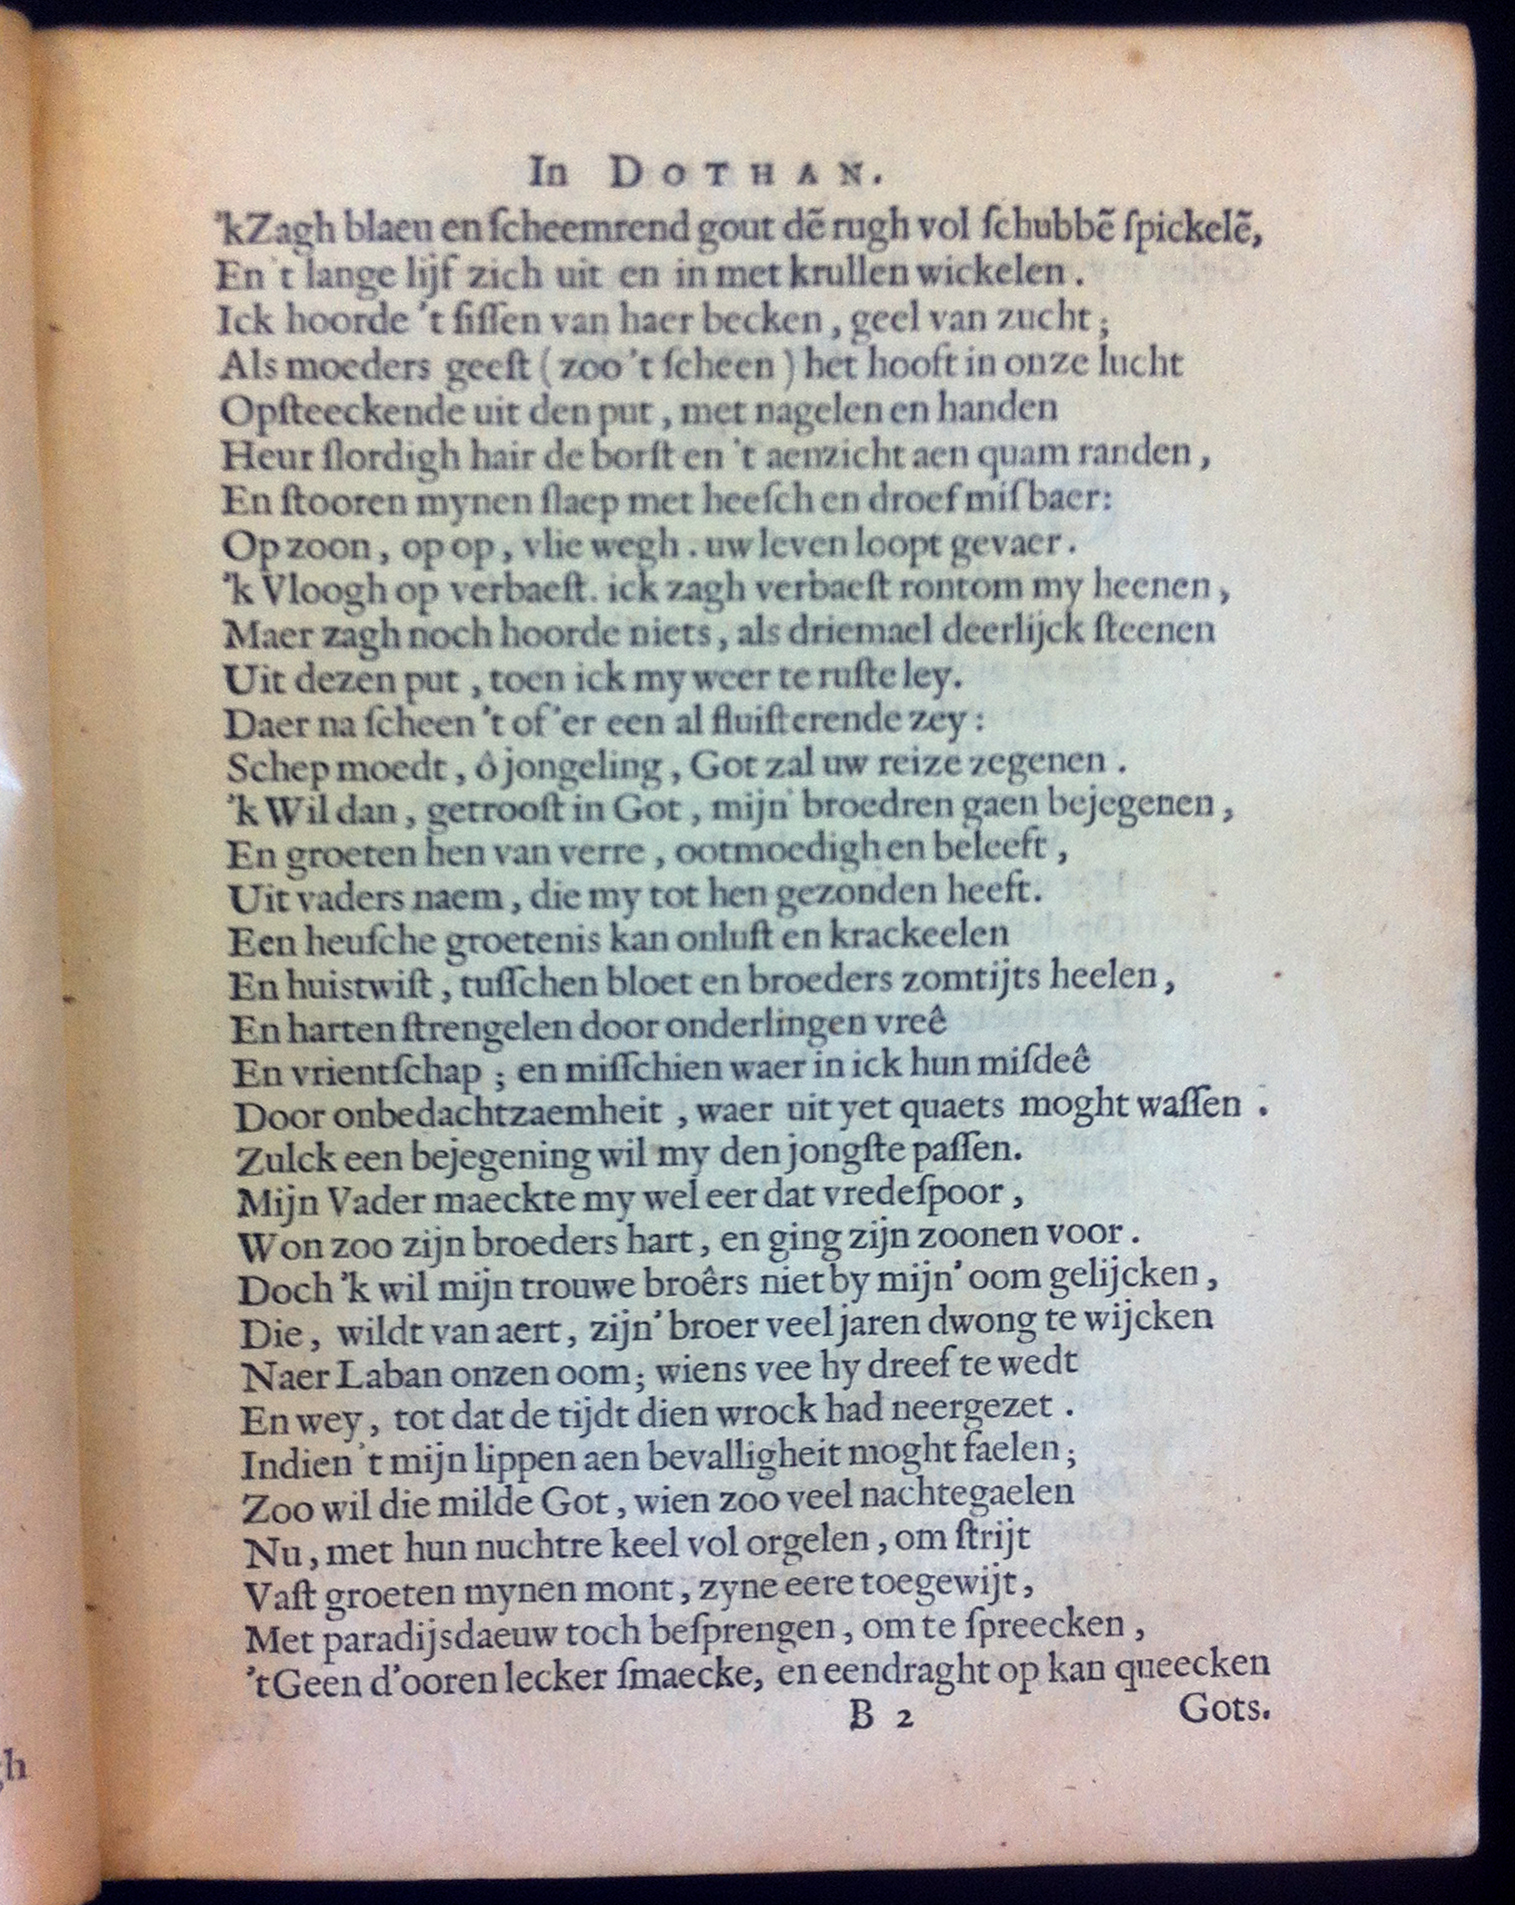 In DOTHAN.
'kZagh blaeu en ſcheemrend gout dẽ rugh vol ſchubbẽ ſpickelẽ,
En 't lange lijf zich uit en in met krullen wickelen.
Ick hoorde 't ſiſſen van haer becken, geel van zucht;
Als moeders geeſt (zoo 't ſcheen) het hooft in onze lucht
Opſteeckende uit den put, met nagelen en handen
Heur ſlordigh hair de borſt en 't aenzicht aen quam randen,
En ſtooren mynen ſlaep met heeſch en droef miſbaer:
Op zoon, op op, vlie wegh. uw leven loopt gevaer.
'k Vloogh op verbaeſt. ick zagh verbaeſt rontom my heenen,
Maer zagh noch hoorde niets, als driemael deerlijck ſteenen
Uit dezen put, toen ick my weer te ruſte ley.
Daer na ſcheen 't of 'er een al fluiſterende zey:
Schep moedt, ô jongeling, Got zal uw reize zegenen.
'k Wil dan, getrooſt in Got, mijn' broedren gaen bejegenen,
En groeten hen van verre, ootmoedigh en beleeft,
Uit vaders naem, die my tot hen gezonden heeft.
Een heuſche groetenis kan onluſt en krackeelen
En huistwiſt, tuſſchen bloet en broeders zomtijts heelen,
En harten ſtrengelen door onderlingen vreê
En vrientſchap; en miſſchien waer in ick hun miſdeê
Door onbedachtzaemheit, waer uit yet quaets moght waſſen.
Zulck een bejegening wil my den jongſte paſſen.
Mijn Vader maeckte my wel eer dat vredeſpoor,
Won zoo zijn broeders hart, en ging zijn zoonen voor.
Doch 'k wil mijn trouwe broêrs niet by mijn' oom gelijcken,
Die, wildt van aert, zijn' broer veel jaren dwong te wijcken
Naer Laban onzen oom; wiens vee hy dreef te wedt
En wey, tot dat de tijdt dien wrock had neergezet.
Indien 't mijn lippen aen bevalligheit moght faelen;
Zoo wil die milde Got, wien zoo veel nachtegaelen
Nu, met hun nuchtre keel vol orgelen, om ſtrijt
Vaſt groeten mynen mont, zyne eere toegewijt,
Met paradijsdaeuw toch beſprengen, om te ſpreecken,
'tGeen d'ooren lecker ſmaecke, en eendraght op kan queecken
B 2 Gots.